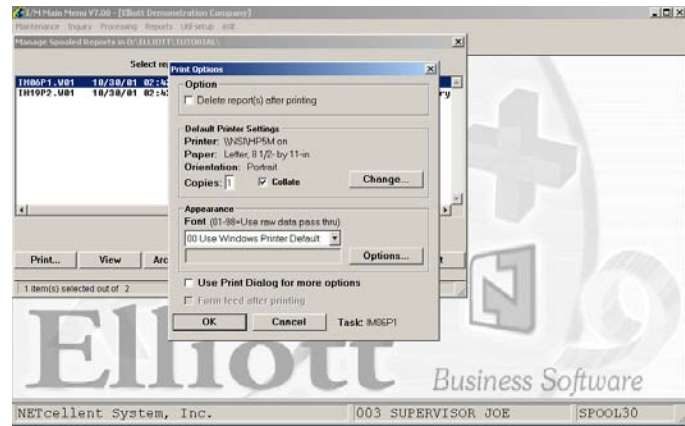 I/M Main Menu V7.00 - [Elliott Demonstration Company]
Maintenance Inquiry Processing Reports Util-setup exit
Manage Spooled Reports in D:\ELLIOTT\TUTORIAL\
Select re
Print Options
IM06P1.W01 10/30/01 02:4
IM19P2.W01 10/30/01 02:4
ry
Option
Delete report(s) after printing
Default Printer Settings
Printer: \\NSI\HP5M on
Paper: Letter, 8 1/2- by 11-in
Orientation: Portrait
Copies: 1 Collate Change...
Appearance
Font (01-98=Use raw data pass thru)
00 Use Windows Printer Default
Options...
Print... View Arc t
1 item(s) selected out of 2
Use Print Dialog for more options
Form feed after printing
OK Cancel Task: IM06P1
Elliott
Business Software
NETcellent System, Inc. 003 SUPERVISOR JOE SPOOL30